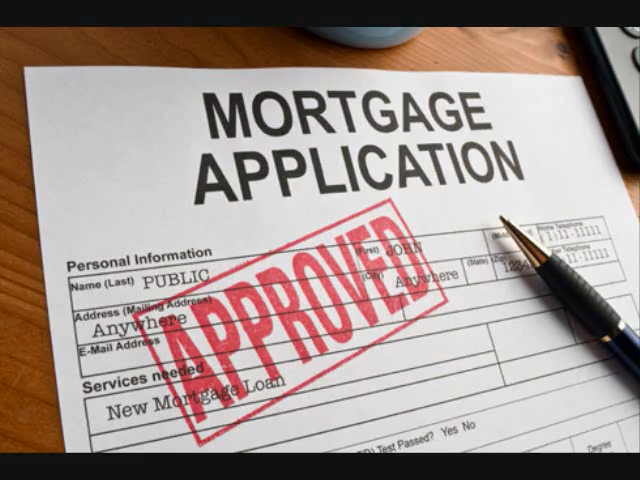 MORTGAGE
APPLICATION
Personal Information
Name (Last) PUBLIC (First) JOHN
Address (Mailing Address) (City) Anywhere (State)
Anywhere
E-Mail Address
APPROVED
Services needed
New Mortgage Loan
Test Passed? Yes No
Degree